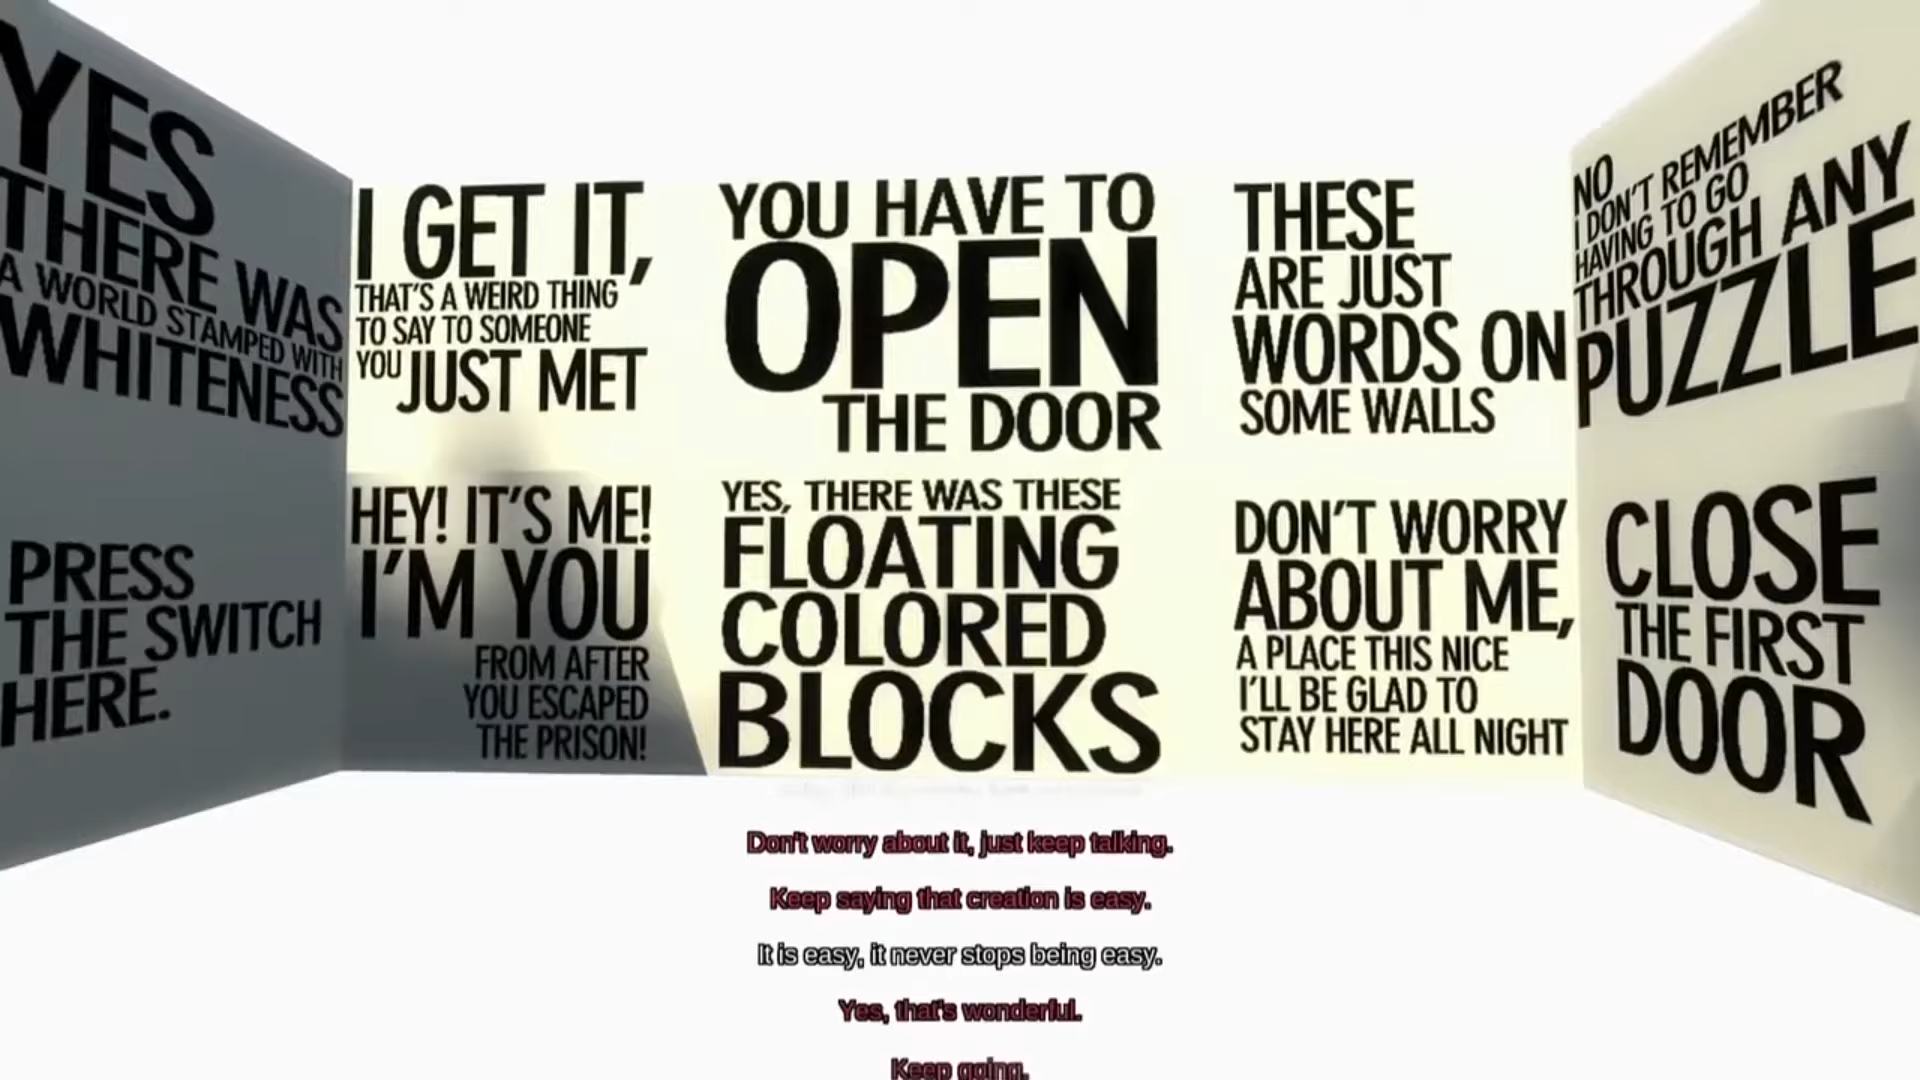 YES
THERE WAS
A WORLD STAMPED WITH
WHITENESS
PRESS
THE SWITCH
HERE.
I GET IT,
THAT'S A WEIRD THING
TO SAY TO SOMEONE
YOU JUST MET
HEY! IT'S ME!
I'M YOU
FROM AFTER
YOU ESCAPED
THE PRISON!
YOU HAVE TO
OPEN
THE DOOR
YES, THERE WAS THESE
FLOATING
COLORED
BLOCKS
THESE
ARE JUST
WORDS ON
SOME WALLS
DON'T WORRY
ABOUT ME,
A PLACE THIS NICE
I'LL BE GLAD TO
STAY HERE ALL NIGHT
NO
I DON'T REMEMBER
HAVING TO GO
THROUGH ANY
PUZZLE
CLOSE
THE FIRST
DOOR
Don't worry about it, just keep talking.
Keep saying that creation is easy.
It is easy, it never stops being easy.
Yes, that's wonderful.
Keep going.